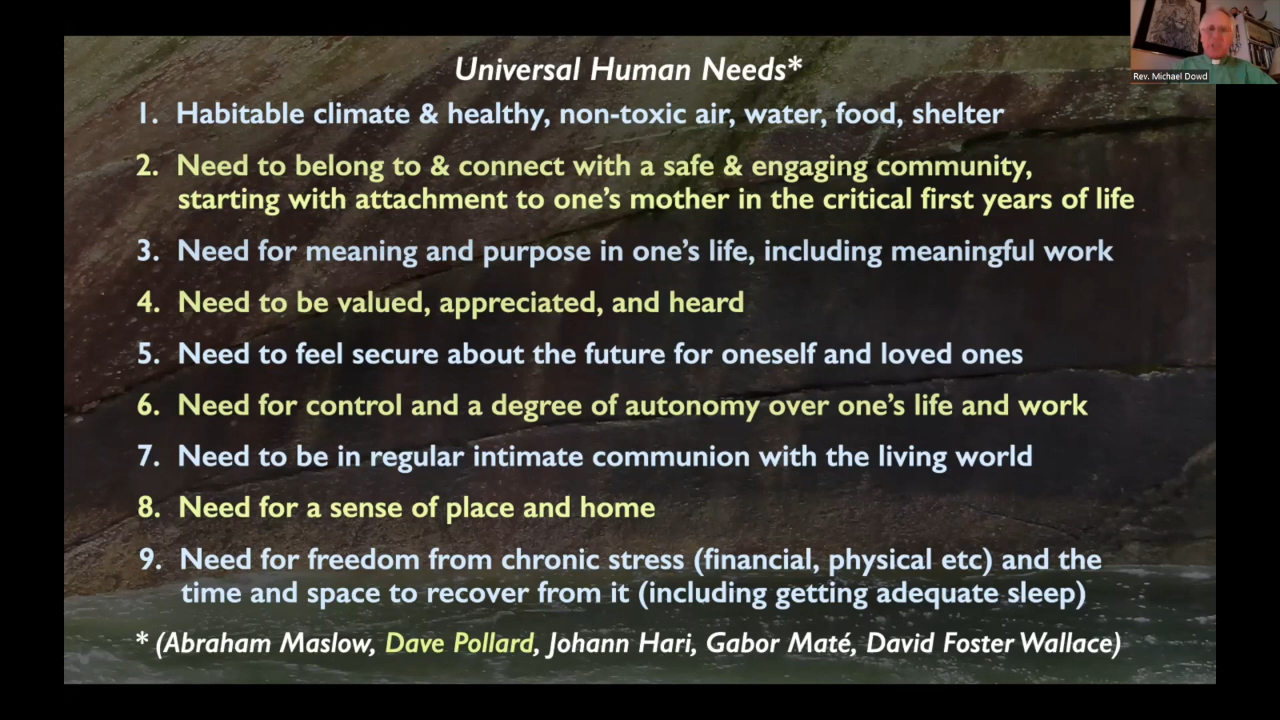 Rev. Michael Dowd
Universal Human Needs*
1. Habitable climate & healthy, non-toxic air, water, food, shelter
2. Need to belong to & connect with a safe & engaging community,
starting with attachment to one’s mother in the critical first years of life
3. Need for meaning and purpose in one’s life, including meaningful work
4. Need to be valued, appreciated, and heard
5. Need to feel secure about the future for oneself and loved ones
6. Need for control and a degree of autonomy over one’s life and work
7. Need to be in regular intimate communion with the living world
8. Need for a sense of place and home
9. Need for freedom from chronic stress (financial, physical etc) and the
time and space to recover from it (including getting adequate sleep)
* (Abraham Maslow, Dave Pollard, Johann Hari, Gabor Maté, David Foster Wallace)